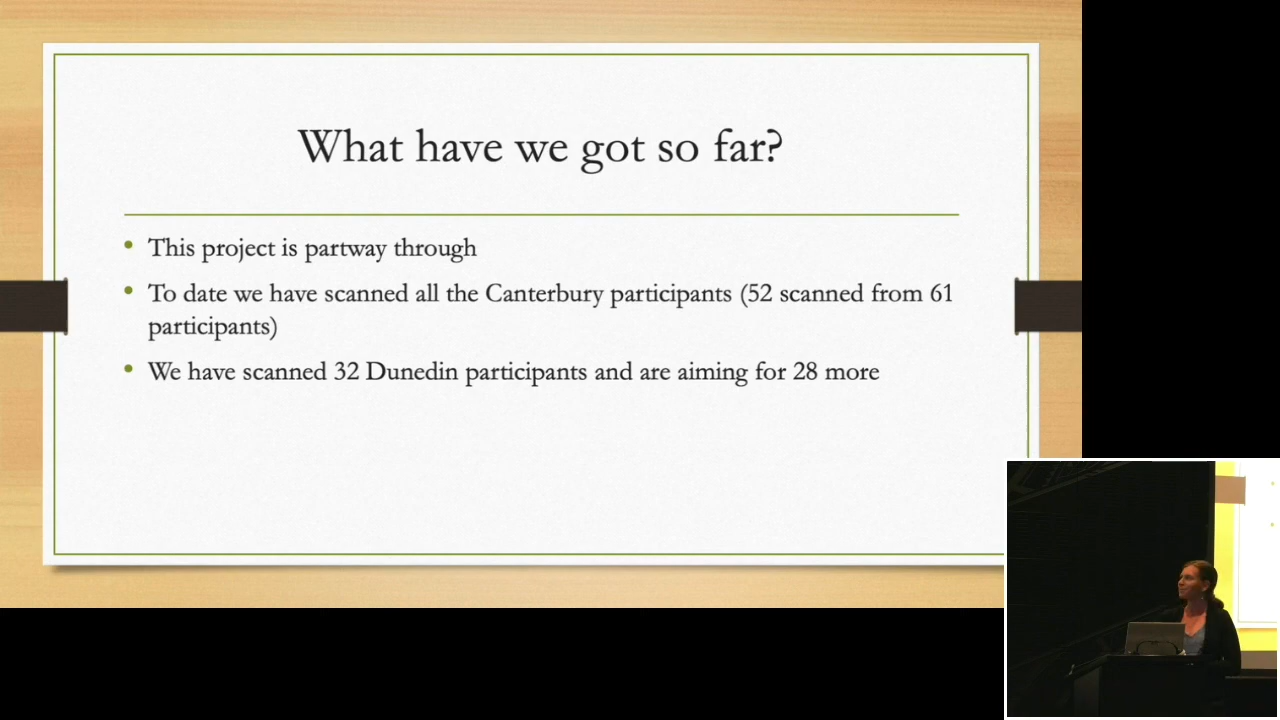 What have we got so far?
This project is partway through
To date we have scanned all the Canterbury participants (52 scanned from 61
participants)
We have scanned 32 Dunedin participants and are aiming for 28 more